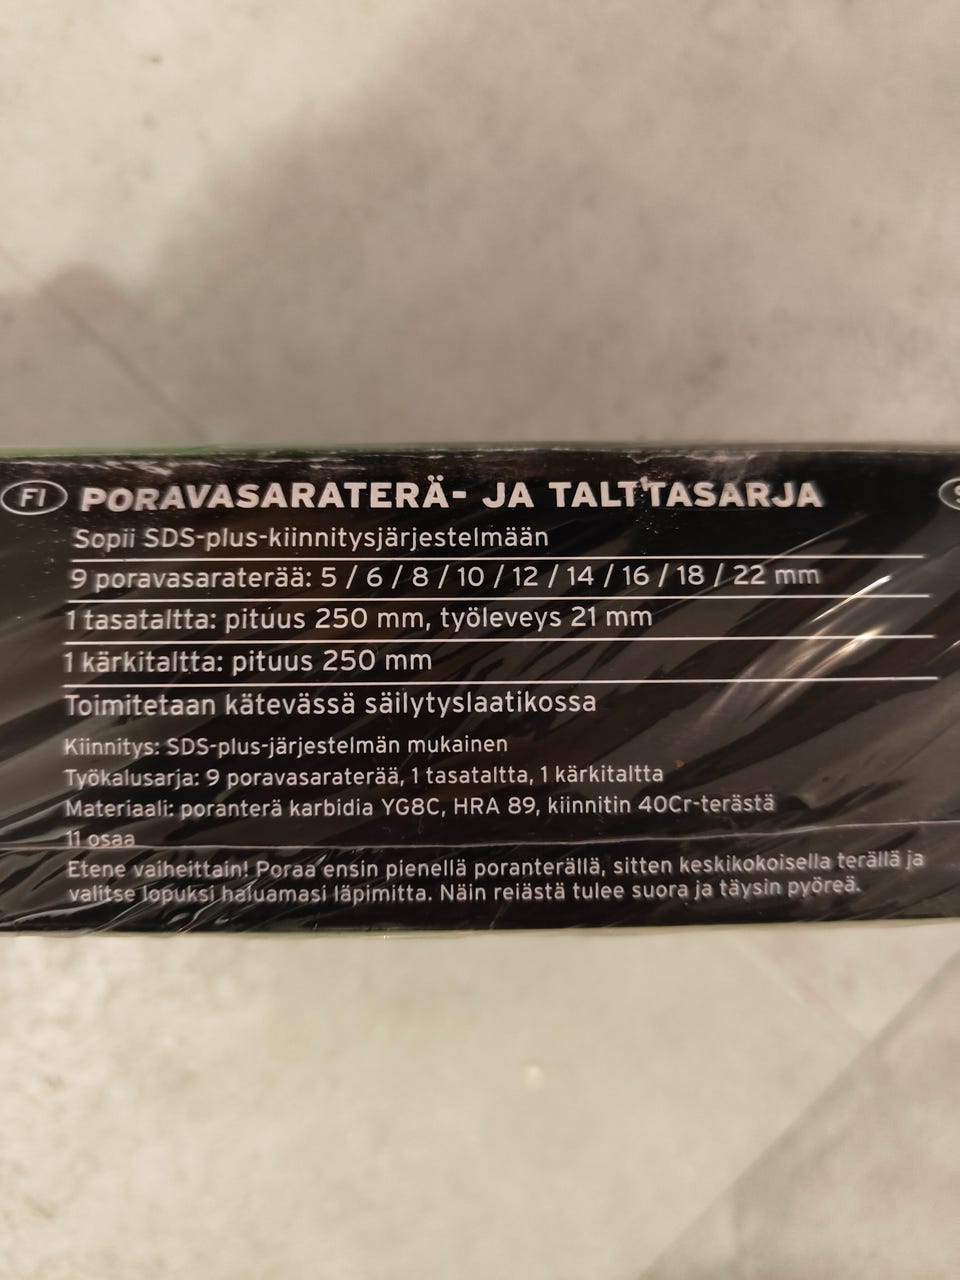 FI PORAVASARATERÄ- JA TALTTASARJA
Sopii SDS-plus-kiinnitysjärjestelmään
9 poravasaraterää: 5 / 6 / 8 / 10 / 12 / 14 / 16 / 18 / 22 mm
1 tasataltta: pituus 250 mm, työleveys 21 mm
1 kärkitaltta: pituus 250 mm
Toimitetaan kätevässä säilytyslaatikossa
Kiinnitys: SDS-plus-järjestelmän mukainen
Työkalusarja: 9 poravasaraterää, 1 tasataltta, 1 kärkitaltta
Materiaali: poranterä karbidia YG8C, HRA 89, kiinnitin 40Cr-terästä
11 osaa
Etene vaiheittain! Poraa ensin pienellä poranterällä, sitten keskikokoisella terällä ja
valitse lopuksi haluamasi läpimitta. Näin reiästä tulee suora ja täysin pyöreä.